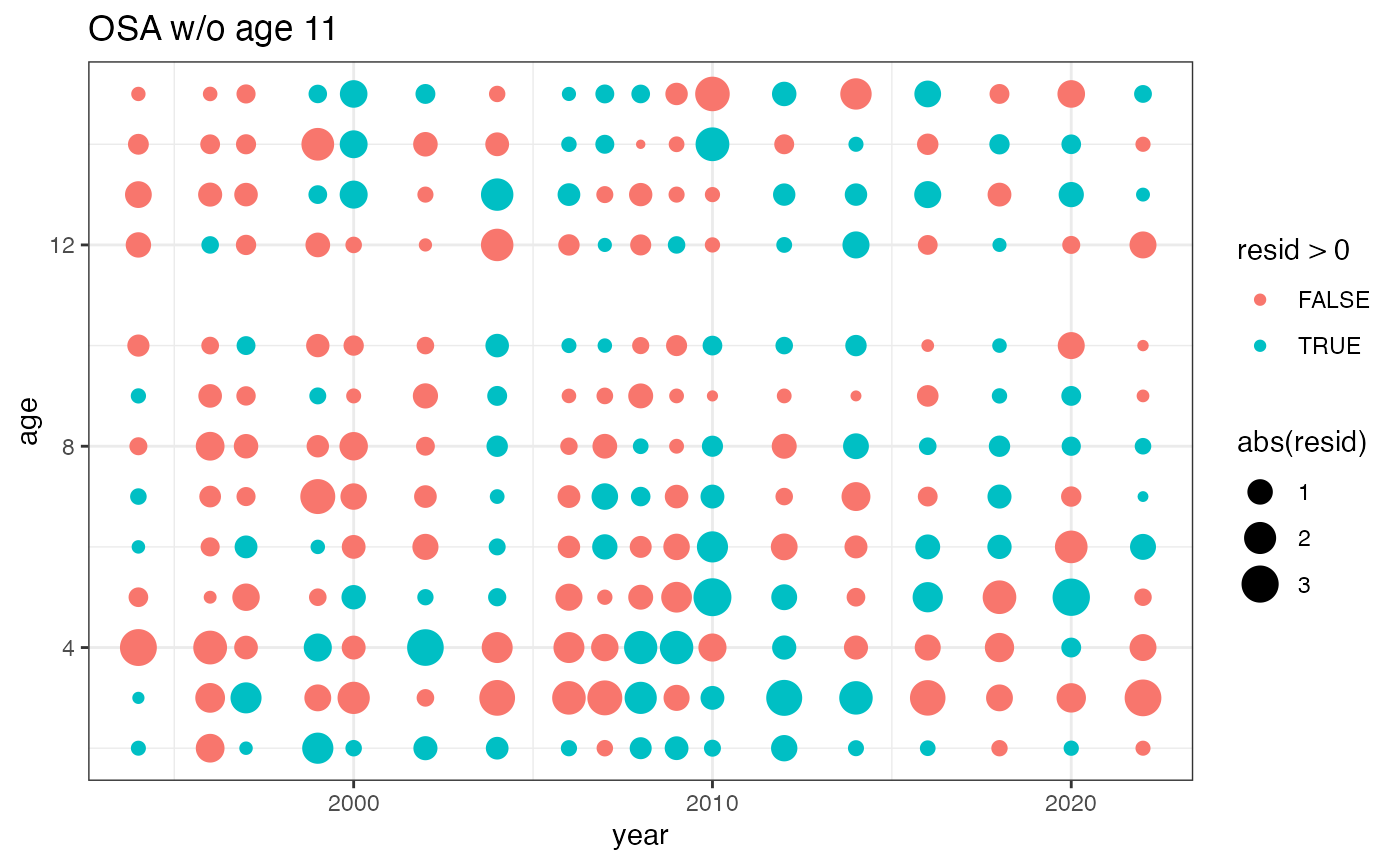 OSA w/o age 11
age
12
8
4
2000
2010
2020
year
resid > 0
FALSE
TRUE
abs(resid)
1
2
3